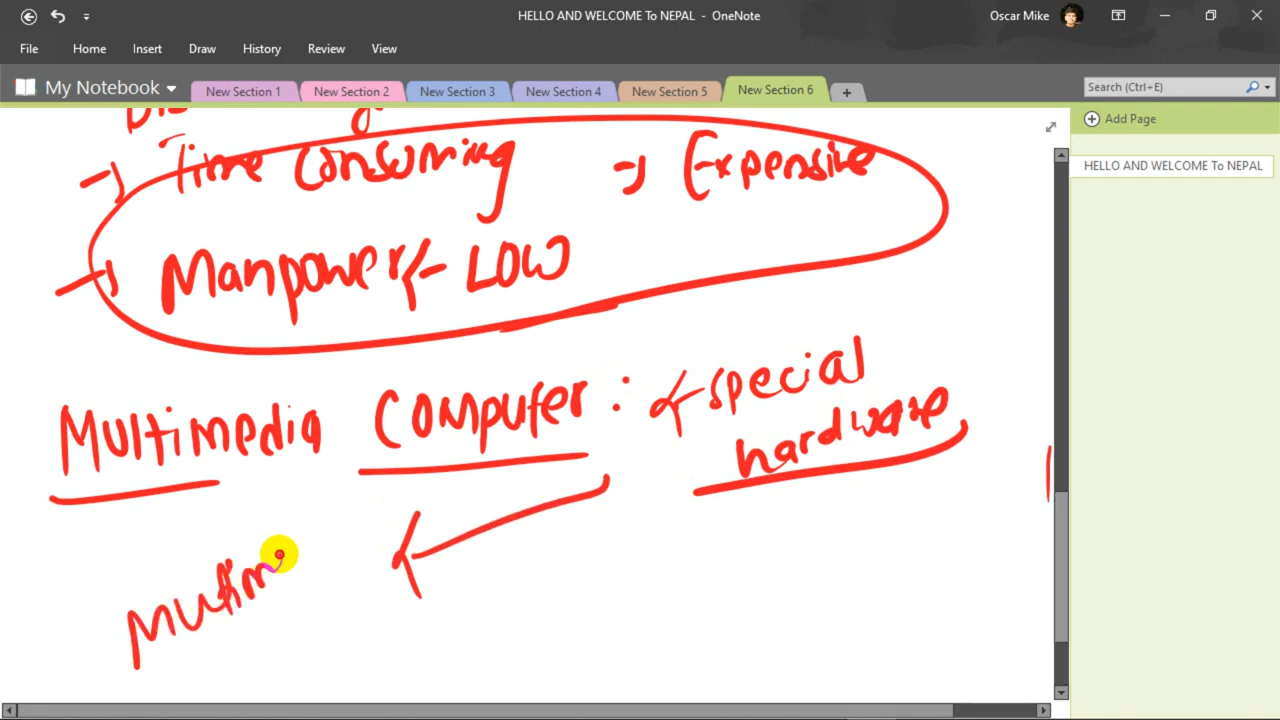 HELLO AND WELCOME To NEPAL - OneNote
Oscar Mike
File Home Insert Draw History Review View
My Notebook New Section 1 New Section 2 New Section 3 New Section 4 New Section 5 New Section 6
Search (Ctrl+E)
Add Page
HELLO AND WELCOME To NEPAL
Time Consuming
Expensive
Manpower LOW
Multimedia Computer : special
hardware
Mutim